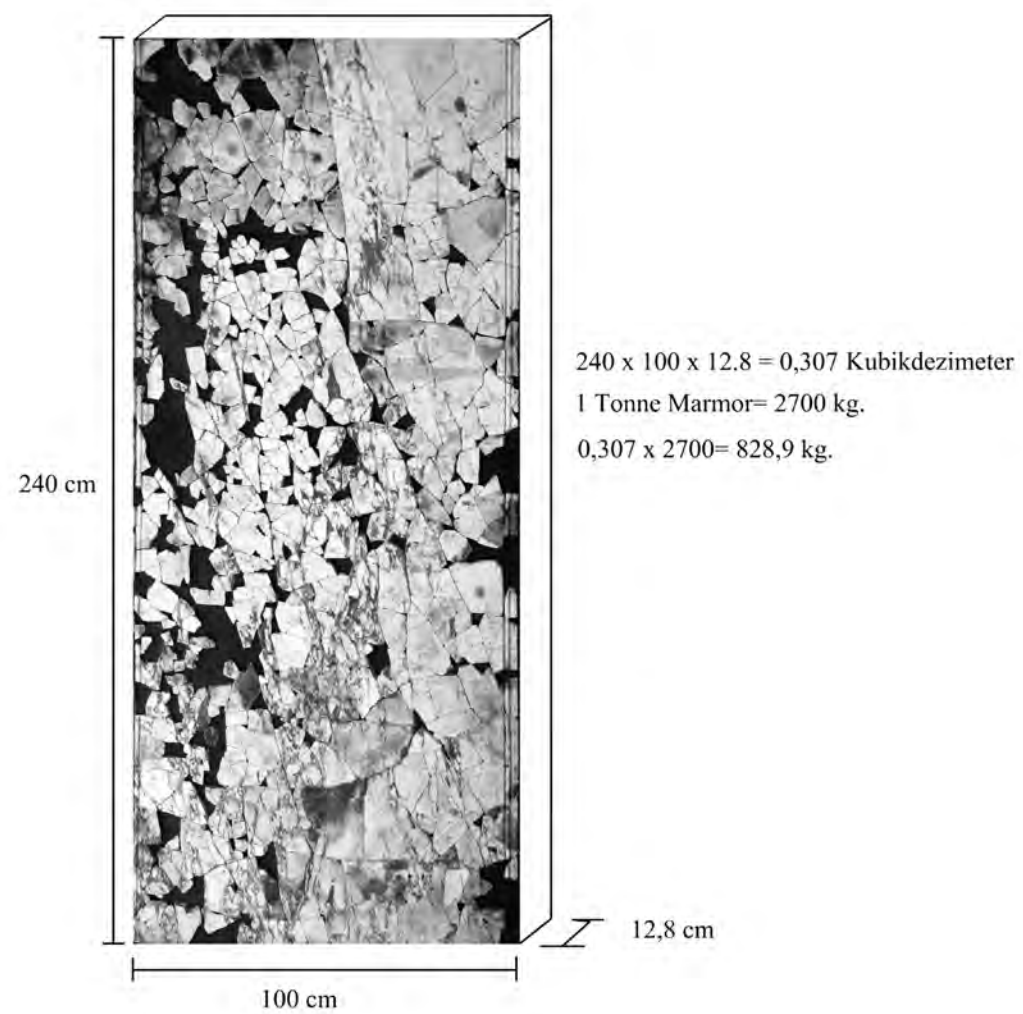 240 x 100 x 12.8 = 0,307 Kubikdezimeter
1 Tonne Marmor= 2700 kg.
0,307 x 2700= 828,9 kg.
240 cm
12,8 cm
100 cm